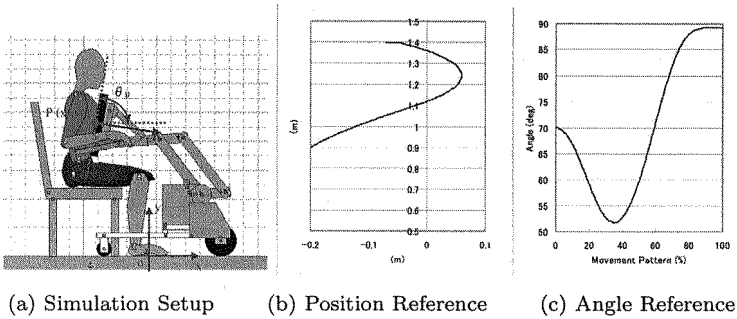 θp
y
1.5
1.4
1.3
1.2
1.1
1
0.9
0.8
0.7
0.6
0.5
(m)
-0.2 -0.1 0 0.1
(m)
90
85
80
75
70
65
60
55
50
Angle (deg)
0 20 40 60 80 100
Movement Pattern (%)
(a) Simulation Setup (b) Position Reference (c) Angle Reference